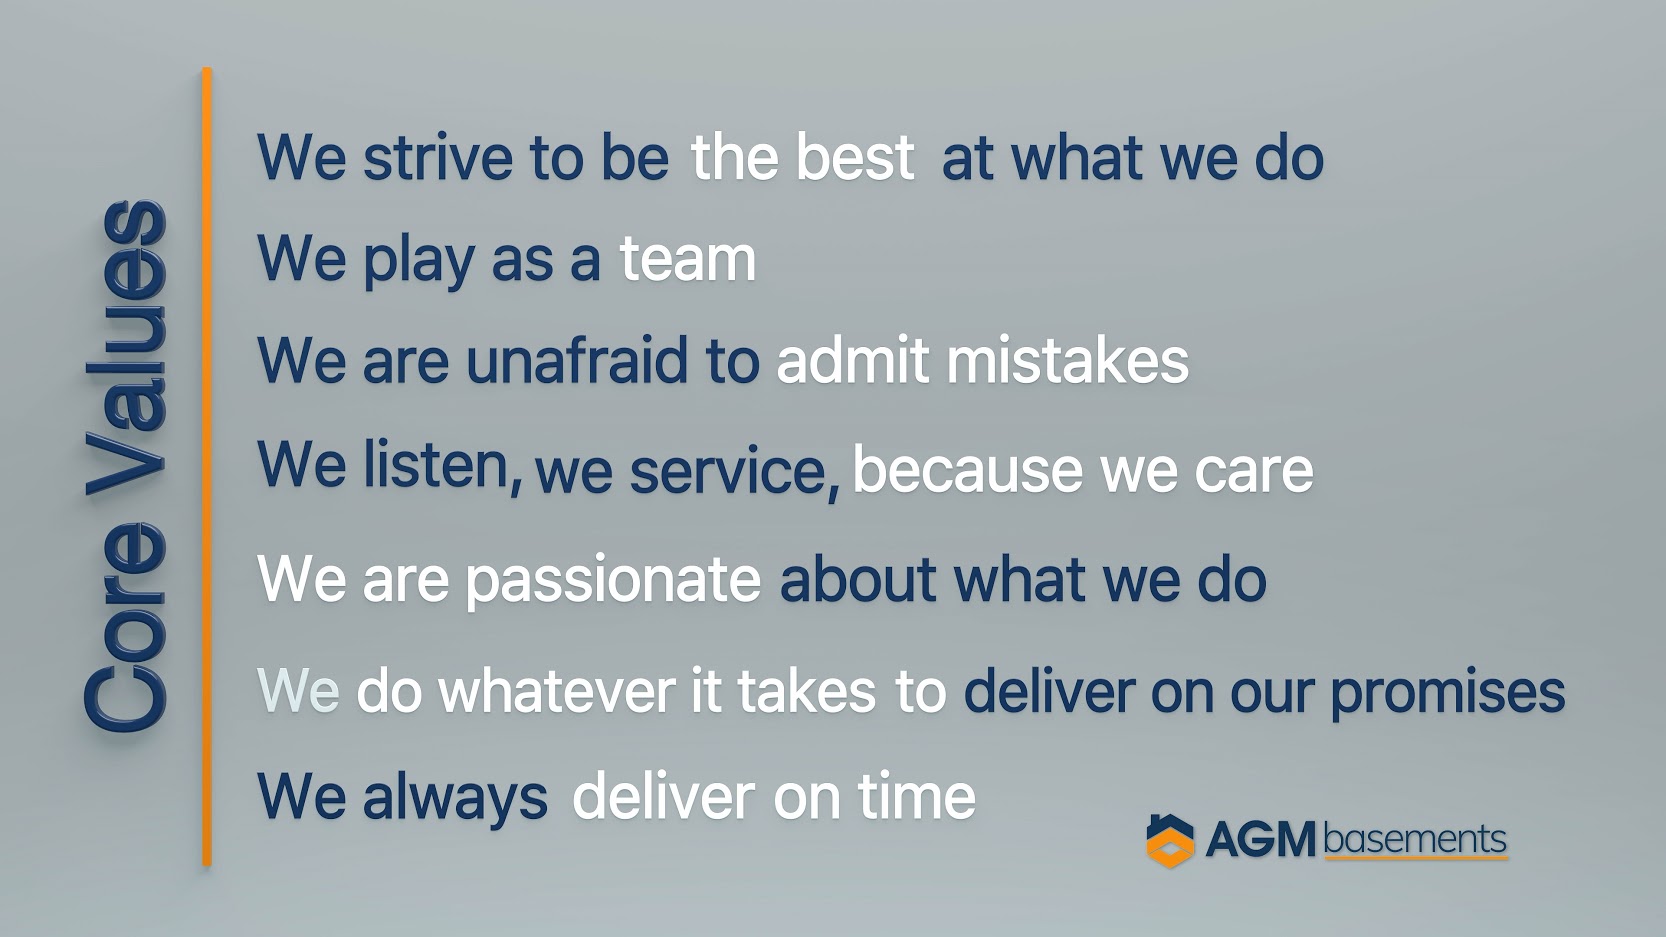 Core Values
We strive to be the best at what we do
We play as a team
We are unafraid to admit mistakes
We listen, we service, because we care
We are passionate about what we do
We do whatever it takes to deliver on our promises
We always deliver on time
AGM basements